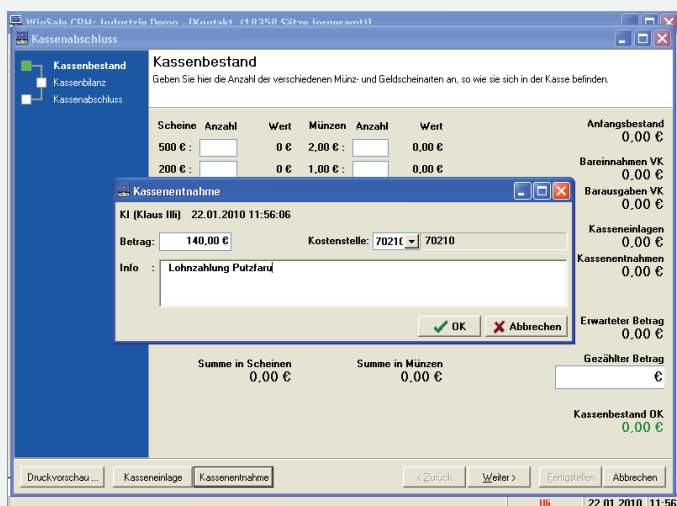 WinSale CRM: Industrie Demo - [Kontakt (18358 Sätze insgesamt)]
Kassenabschluss
Kassenbestand
Kassenbilanz
Kassenabschluss
Kassenbestand
Geben Sie hier die Anzahl der verschiedenen Münz- und Geldscheinarten an, so wie sie sich in der Kasse befinden.
Scheine Anzahl Wert Münzen Anzahl Wert
500 € : 0 € 2,00 € : 0,00 €
200 € : 0 € 1,00 € : 0,00 €
Anfangsbestand
0,00 €
Bareinnahmen VK
0,00 €
Barausgaben VK
0,00 €
Kasseneinlagen
0,00 €
Kassenentnahmen
0,00 €
Erwarteter Betrag
0,00 €
Gezählter Betrag
€
Kassenbestand OK
0,00 €
Kassenentnahme
KI (Klaus Illi) 22.01.2010 11:56:06
Betrag: 140,00 € Kostenstelle: 7021( 70210
Info : Lohnzahlung Putzfaru
OK Abbrechen
Summe in Scheinen Summe in Münzen
0,00 € 0,00 €
Druckvorschau ... Kasseneinlage Kassenentnahme < Zurück Weiter > Fertigstellen Abbrechen
Illi 22.01.2010 11:56